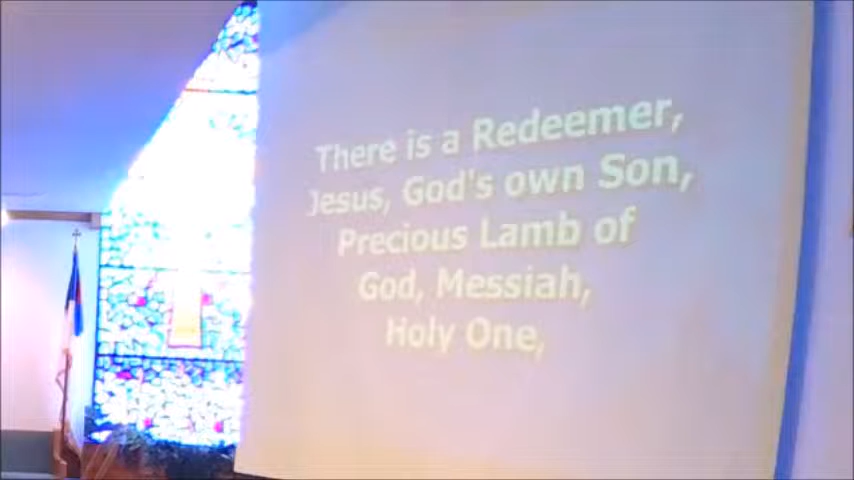 There is a Redeemer,
Jesus, God's own Son,
Precious Lamb of
God, Messiah,
Holy One,